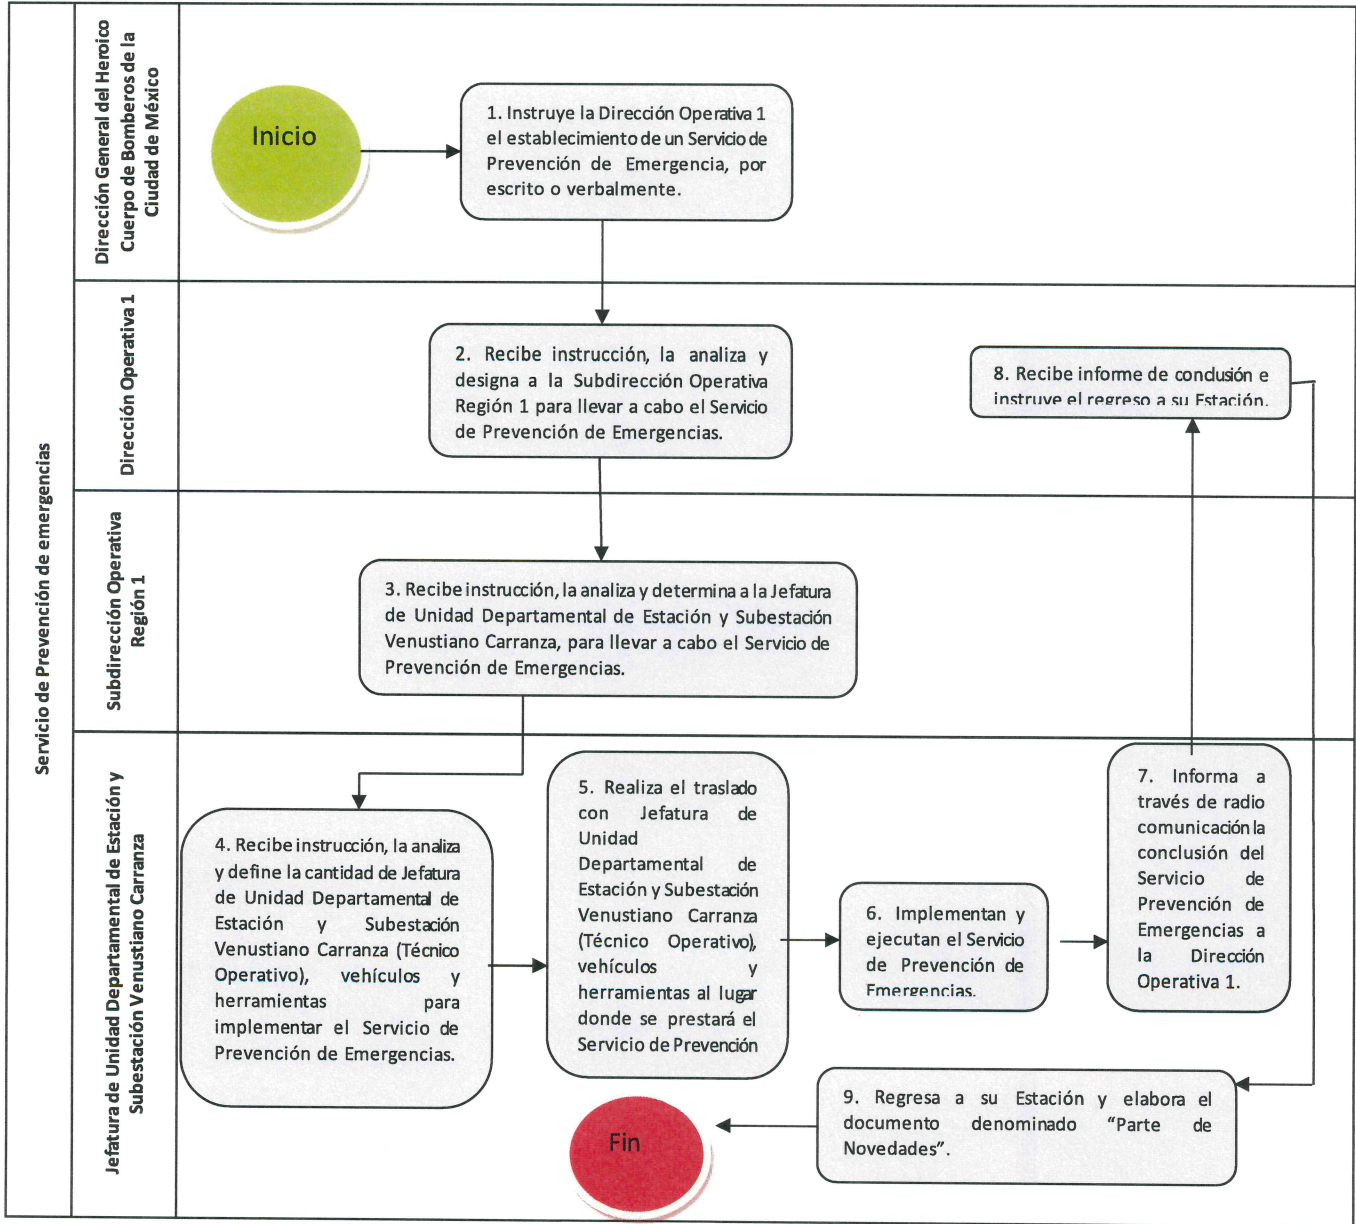 Servicio de Prevención de emergencias
Dirección General del Heroico
Cuerpo de Bomberos de la
Ciudad de México
Inicio
1. Instruye la Dirección Operativa 1
el establecimiento de un Servicio de
Prevención de Emergencia, por
escrito o verbalmente.
Dirección Operativa 1
2. Recibe instrucción, la analiza y
designa a la Subdirección Operativa
Región 1 para llevar a cabo el Servicio
de Prevención de Emergencias.
8. Recibe informe de conclusión e
instruye el regreso a su Estación.
Subdirección Operativa
Región 1
3. Recibe instrucción, la analiza y determina a la Jefatura
de Unidad Departamental de Estación y Subestación
Venustiano Carranza, para llevar a cabo el Servicio de
Prevención de Emergencias.
Jefatura de Unidad Departamental de Estación y
Subestación Venustiano Carranza
4. Recibe instrucción, la analiza
y define la cantidad de Jefatura
de Unidad Departamental de
Estación y Subestación
Venustiano Carranza (Técnico
Operativo), vehículos y
herramientas para
implementar el Servicio de
Prevención de Emergencias.
5. Realiza el traslado
con Jefatura de
Unidad
Departamental de
Estación y Subestación
Venustiano Carranza
(Técnico Operativo),
vehículos y
herramientas al lugar
donde se prestará el
Servicio de Prevención
6. Implementan y
ejecutan el Servicio
de Prevención de
Emergencias.
7. Informa a
través de radio
comunicación la
conclusión del
Servicio de
Prevención de
Emergencias a
la Dirección
Operativa 1.
9. Regresa a su Estación y elabora el
documento denominado “Parte de
Novedades”.
Fin